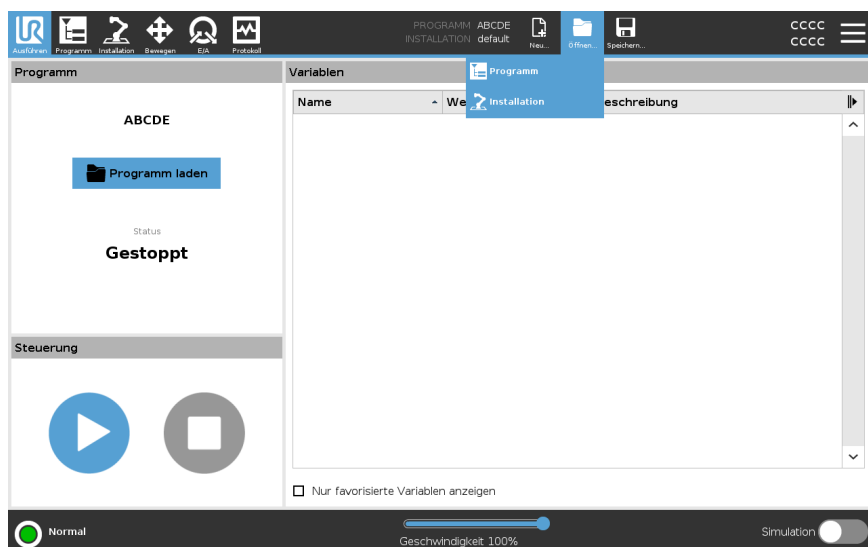 UR
Ausführen Programm Installation Bewegen E/A Protokoll
PROGRAMM ABCDE
INSTALLATION default
Neu... Öffnen... Speichern...
CCCC
CCCC
Programm
ABCDE
Programm laden
Status
Gestoppt
Steuerung
Variablen
Programm
Installation
Name We eschreibung
Nur favorisierte Variablen anzeigen
Normal
Geschwindigkeit 100%
Simulation